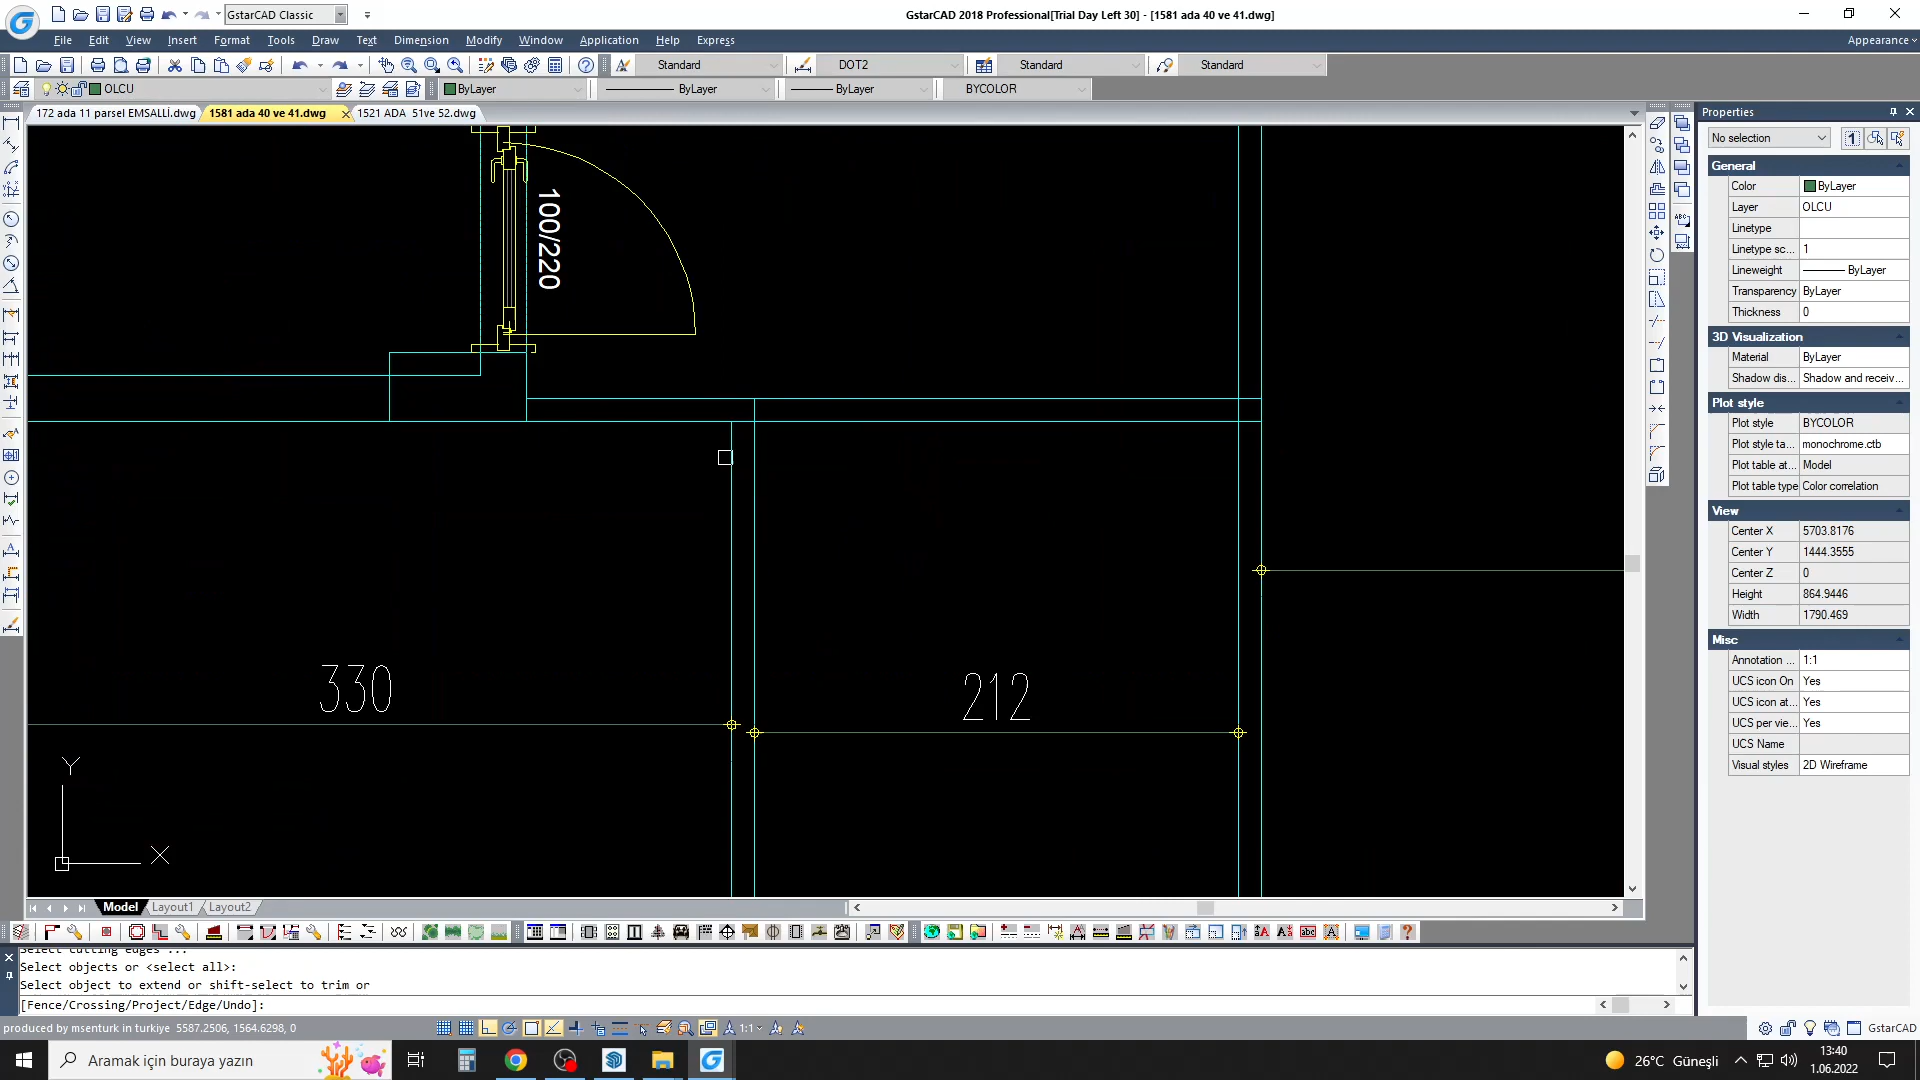 GstarCAD Classic
GstarCAD 2018 Professional[Trial Day Left 30] - [1581 ada 40 ve 41.dwg]
File Edit View Insert Format Tools Draw Text Dimension Modify Window Application Help Express
Appearance
Standard DOT2 Standard Standard
OLCU ByLayer ByLayer ByLayer BYCOLOR
172 ada 11 parsel EMSALLİ.dwg 1581 ada 40 ve 41.dwg 1521 ADA 51ve 52.dwg
Properties
No selection
General
Color ByLayer
Layer OLCU
Linetype
Linetype sc... 1
Lineweight ByLayer
Transparency ByLayer
Thickness 0
3D Visualization
Material ByLayer
Shadow dis... Shadow and receiv...
Plot style
Plot style BYCOLOR
Plot style ta... monochrome.ctb
Plot table at... Model
Plot table type Color correlation
View
Center X 5703.8176
Center Y 1444.3555
Center Z 0
Height 864.9446
Width 1790.469
Misc
Annotation ... 1:1
UCS icon On Yes
UCS icon at... Yes
UCS per vie... Yes
UCS Name
Visual styles 2D Wireframe
100/220
330
212
Y
X
Model Layout1 Layout2
Select cutting edges ...
Select objects or <select all>:
Select object to extend or shift-select to trim or
[Fence/Crossing/Project/Edge/Undo]:
produced by msenturk in turkiye 5587.2506, 1564.6298, 0
1:1
GstarCAD
Aramak için buraya yazın
26°C Güneşli
13:40
1.06.2022